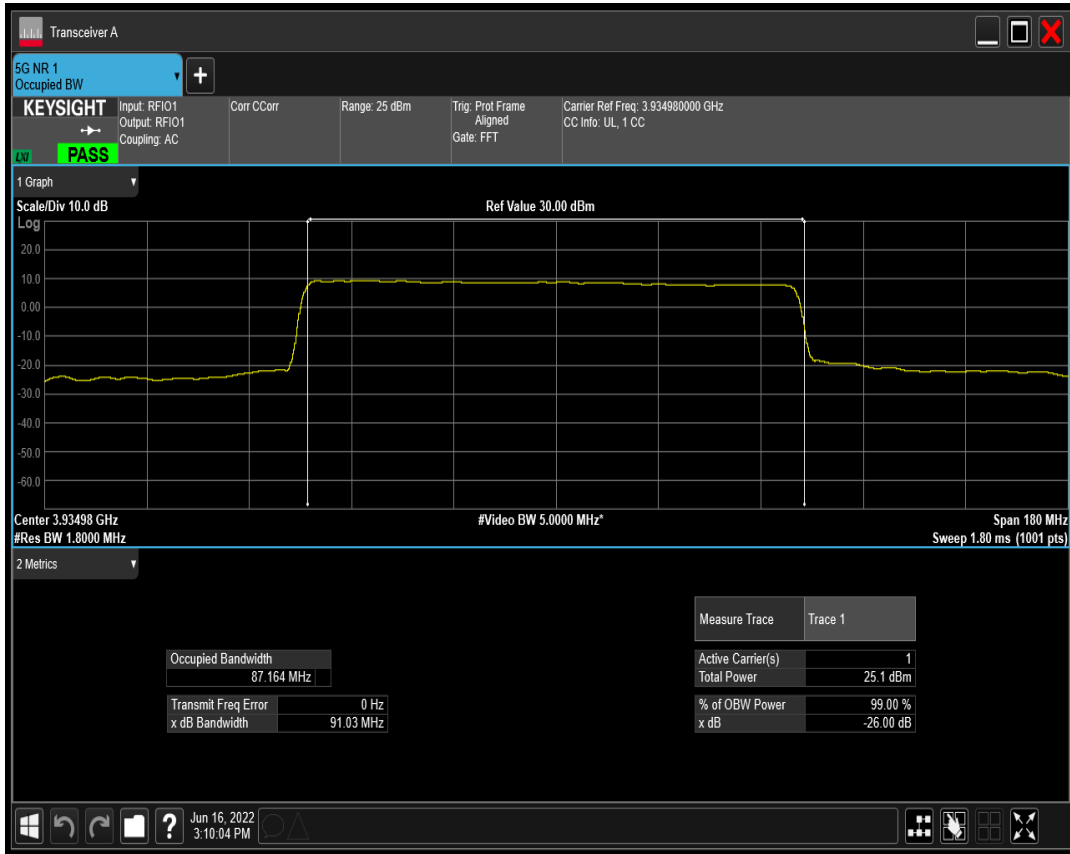 Transceiver A
5G NR 1
Occupied BW
+
KEYSIGHT
LXI
PASS
Input: RFIO1
Output: RFIO1
Coupling: AC
Corr CCorr
Range: 25 dBm
Trig: Prot Frame
Aligned
Gate: FFT
Carrier Ref Freq: 3.934980000 GHz
CC Info: UL, 1 CC
1 Graph
Scale/Div 10.0 dB
Ref Value 30.00 dBm
Log
20.0
10.0
0.00
-10.0
-20.0
-30.0
-40.0
-50.0
-60.0
Center 3.93498 GHz
#Video BW 5.0000 MHz*
Span 180 MHz
#Res BW 1.8000 MHz
Sweep 1.80 ms (1001 pts)
2 Metrics
Measure Trace Trace 1
Occupied Bandwidth
87.164 MHz
Active Carrier(s) 1
Total Power 25.1 dBm
Transmit Freq Error 0 Hz
x dB Bandwidth 91.03 MHz
% of OBW Power 99.00 %
x dB -26.00 dB
?
Jun 16, 2022
3:10:04 PM